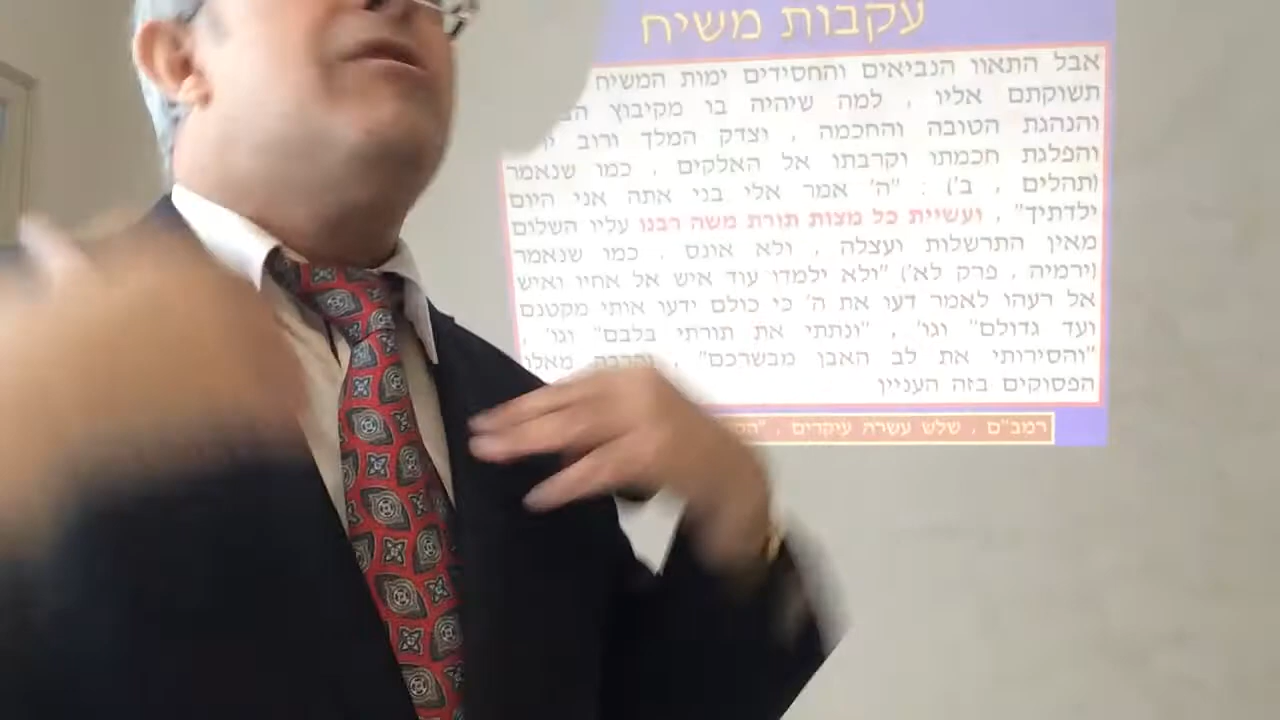 עקבות משיח
אבל התאוו הנביאים והחסידים ימות המשיח
תשוקתם אליו , למה שיהיה בו מקיבוץ
והנהגת הטובה והחכמה , וצדק המלך ורוב
והפלגת חכמתו וקרבתו אל האלקים , כמו שנאמר
(תהלים , ב') : "ה' אמר אלי בני אתה אני היום
ילדתיך" , ועשיית כל מצות תורת משה רבנו עליו השלום
מאין התרשלות ועצלה , ולא אונס , כמו שנאמר
(ירמיה , פרק לא') "ולא ילמדו עוד איש אל אחיו ואיש
אל רעהו לאמר דעו את ה' כי כולם ידעו אותי מקטנם
ועד גדולם" וגו' , "ונתתי את תורתי בלבם" וגו' ,
"והסירותי את לב האבן מבשרכם" , והרבה מאלו
הפסוקים בזה העניין
רמב"ם , שלש עשרה עיקרים ,